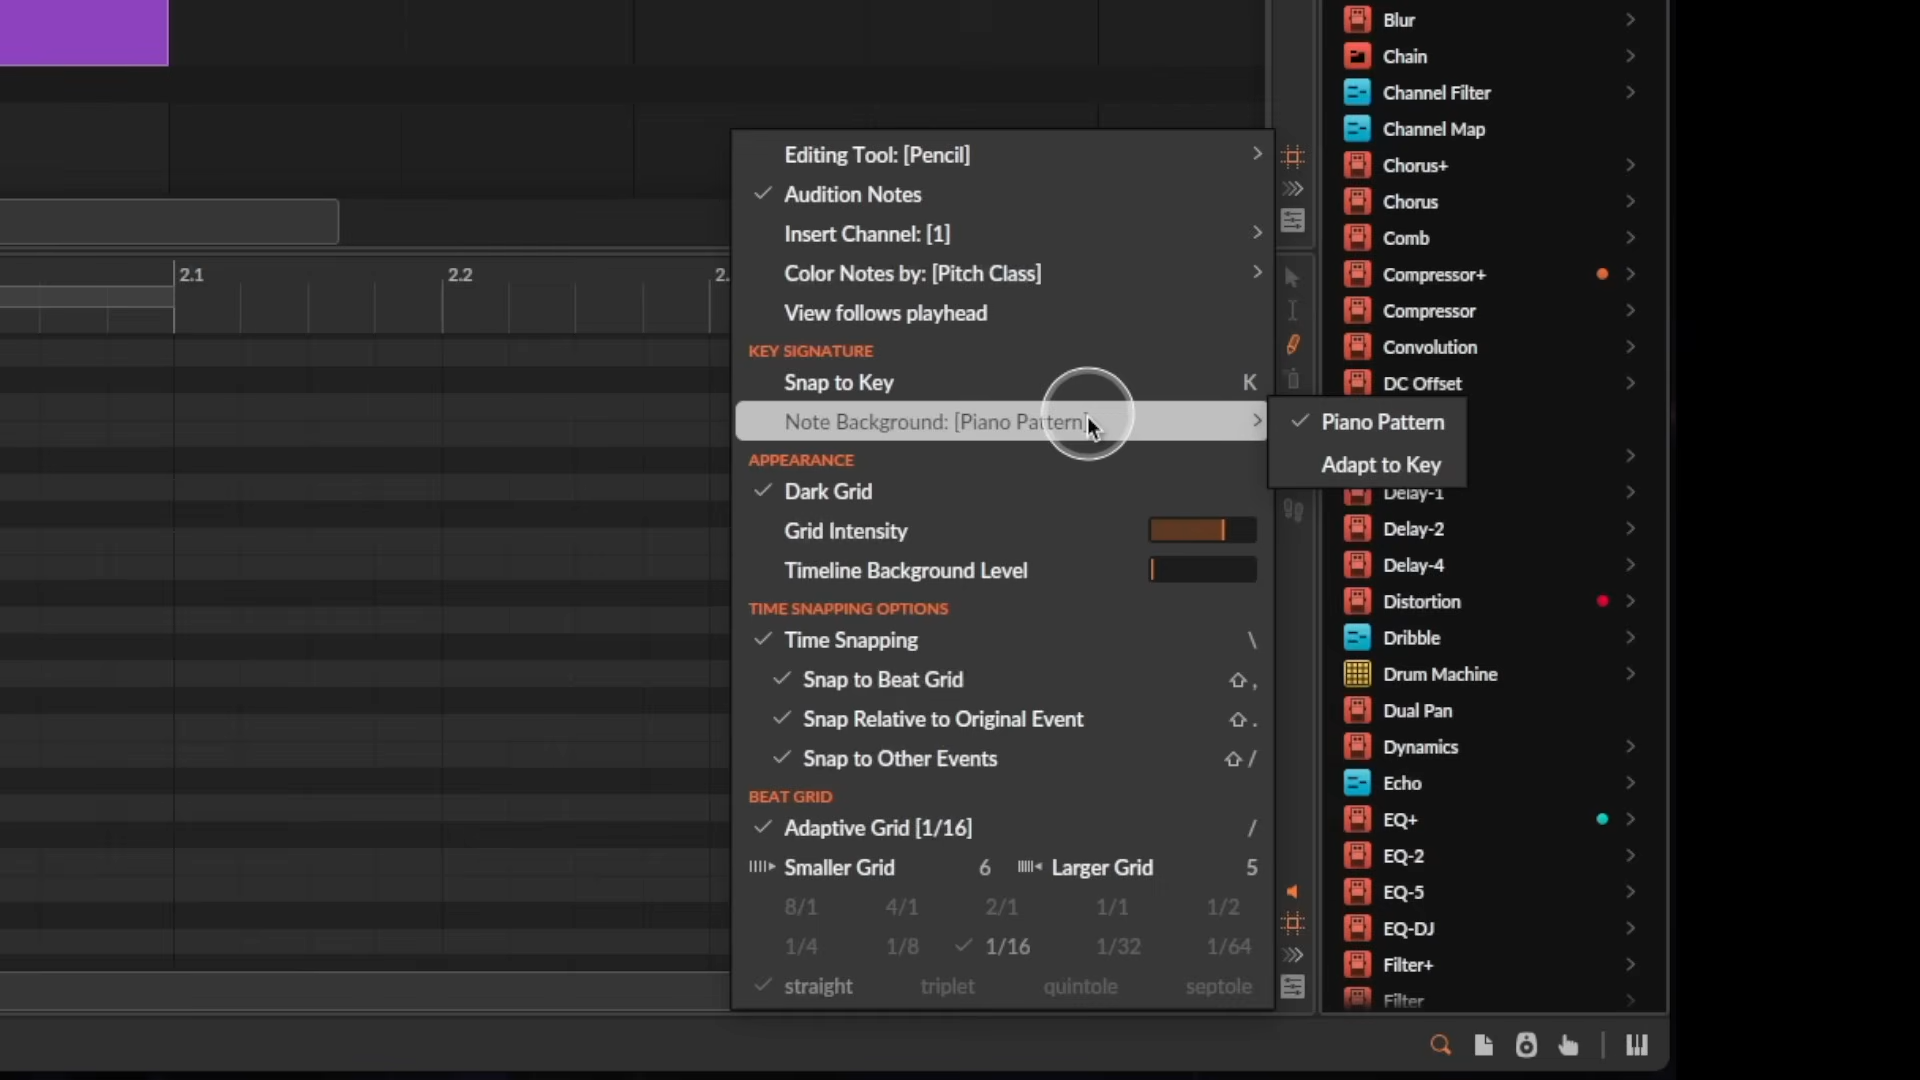 Blur
Chain
Channel Filter
Channel Map
Chorus+
Chorus
Comb
Compressor+
Compressor
Convolution
DC Offset
Editing Tool: [Pencil]
Audition Notes
Insert Channel: [1]
Color Notes by: [Pitch Class]
View follows playhead
KEY SIGNATURE
Snap to Key K
Note Background: [Piano Pattern]
Piano Pattern
Adapt to Key
APPEARANCE
Dark Grid
Grid Intensity
Timeline Background Level
TIME SNAPPING OPTIONS
Time Snapping \
Snap to Beat Grid ⇧ ,
Snap Relative to Original Event ⇧ .
Snap to Other Events ⇧ /
BEAT GRID
Adaptive Grid [1/16] /
Smaller Grid 6 Larger Grid 5
8/1 4/1 2/1 1/1 1/2
1/4 1/8 1/16 1/32 1/64
straight triplet quintole septole
2.1 2.2 2.
Delay-1
Delay-2
Delay-4
Distortion
Dribble
Drum Machine
Dual Pan
Dynamics
Echo
EQ+
EQ-2
EQ-5
EQ-DJ
Filter+
Filter